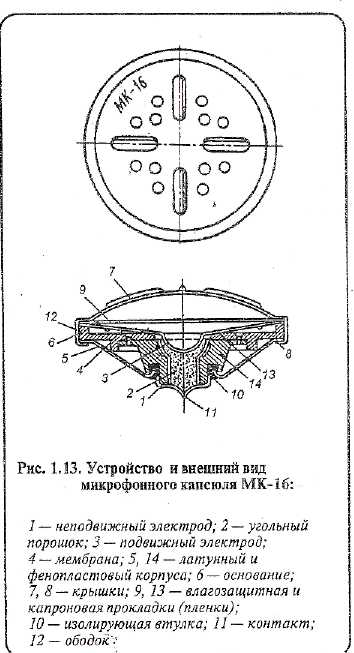 МК-16
7
9
12
6
5
4
3
2
1
11
10
14
13
8
Рис. 1.13. Устройство и внешний вид
микрофонного капсюля МК-16:
1 — неподвижный электрод; 2 — угольный
порошок; 3 — подвижный электрод;
4 — мембрана; 5, 14 — латунный и
фенопластовый корпуса; 6 — основание;
7, 8 — крышки; 9, 13 — влагозащитная и
капроновая прокладки (пленки);
10 — изолирующая втулка; 11 — контакт;
12 — ободок